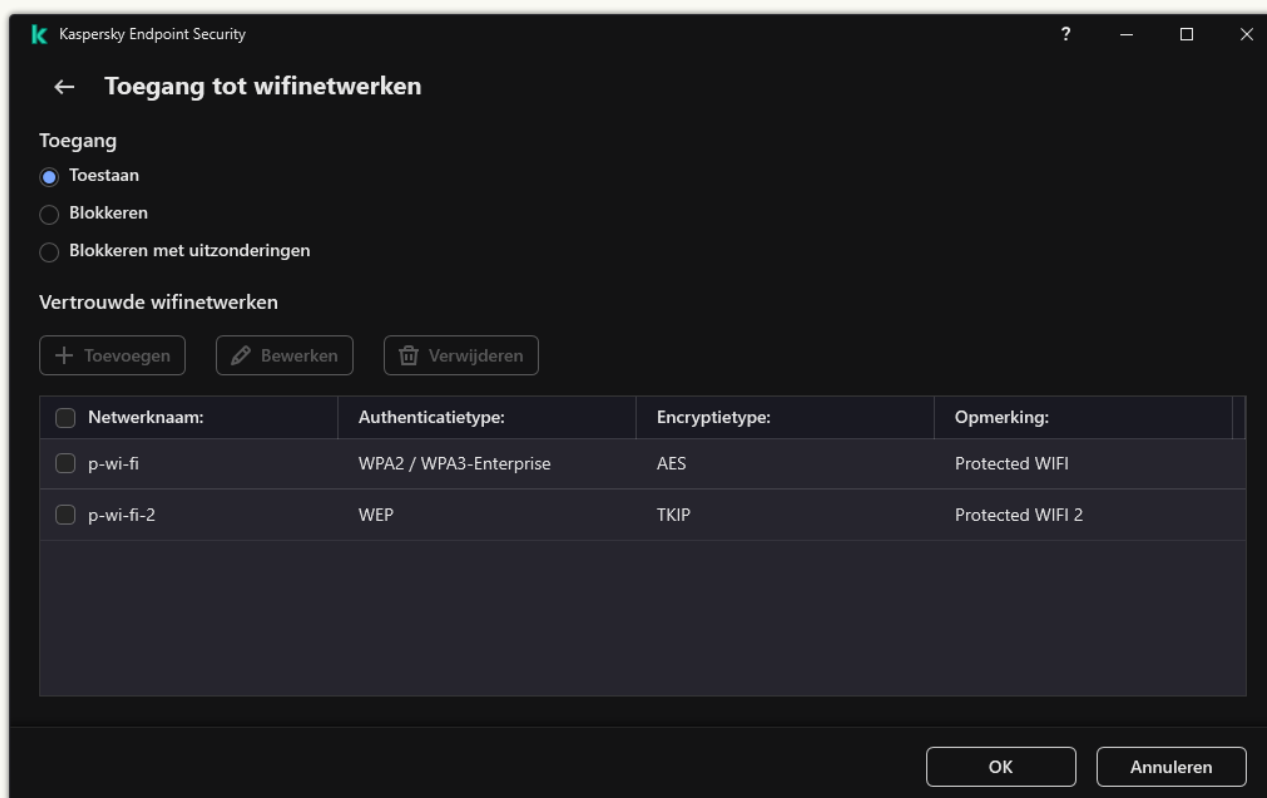 Kaspersky Endpoint Security ?
Toegang tot wifinetwerken
Toegang
Toestaan
Blokkeren
Blokkeren met uitzonderingen
Vertrouwde wifinetwerken
Toevoegen Bewerken Verwijderen
Netwerknaam: Authenticatietype: Encryptietype: Opmerking:
p-wi-fi WPA2 / WPA3-Enterprise AES Protected WIFI
p-wi-fi-2 WEP TKIP Protected WIFI 2
OK Annuleren